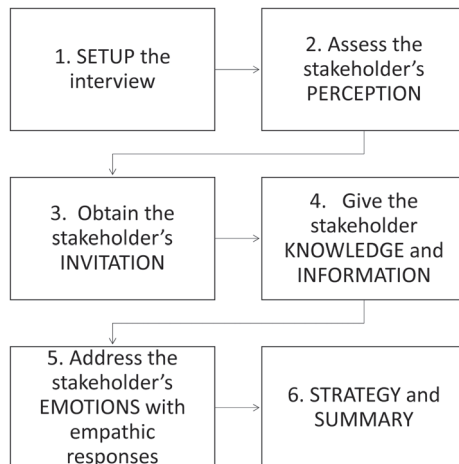 1. SETUP the
interview
2. Assess the
stakeholder’s
PERCEPTION
3. Obtain the
stakeholder’s
INVITATION
4. Give the
stakeholder
KNOWLEDGE and
INFORMATION
5. Address the
stakeholder’s
EMOTIONS with
empathic
responses
6. STRATEGY and
SUMMARY